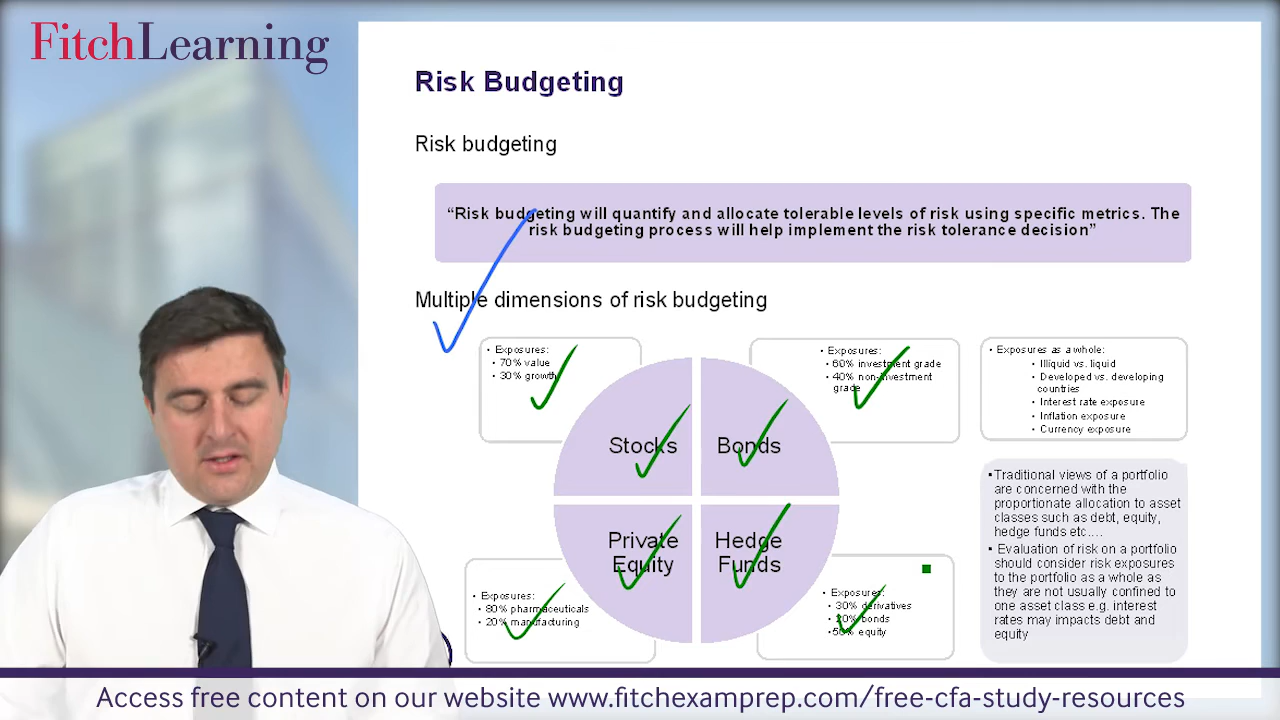 FitchLearning
Risk Budgeting
Risk budgeting
“Risk budgeting will quantify and allocate tolerable levels of risk using specific metrics. The
risk budgeting process will help implement the risk tolerance decision”
Multiple dimensions of risk budgeting
• Exposures:
• 70% value
• 30% growth
• Exposures:
• 60% investment grade
• 40% non-investment
grade
• Exposures as a whole:
• Illiquid vs. liquid
• Developed vs. developing
countries
• Interest rate exposure
• Inflation exposure
• Currency exposure
Stocks
Bonds
Private
Equity
Hedge
Funds
• Exposures:
• 80% pharmaceuticals
• 20% manufacturing
• Exposures:
• 30% derivatives
• 20% bonds
• 50% equity
• Traditional views of a portfolio
are concerned with the
proportionate allocation to asset
classes such as debt, equity,
hedge funds etc….
• Evaluation of risk on a portfolio
should consider risk exposures
to the portfolio as a whole as
they are not usually confined to
one asset class e.g. interest
rates may impacts debt and
equity
Access free content on our website www.fitchexamprep.com/free-cfa-study-resources